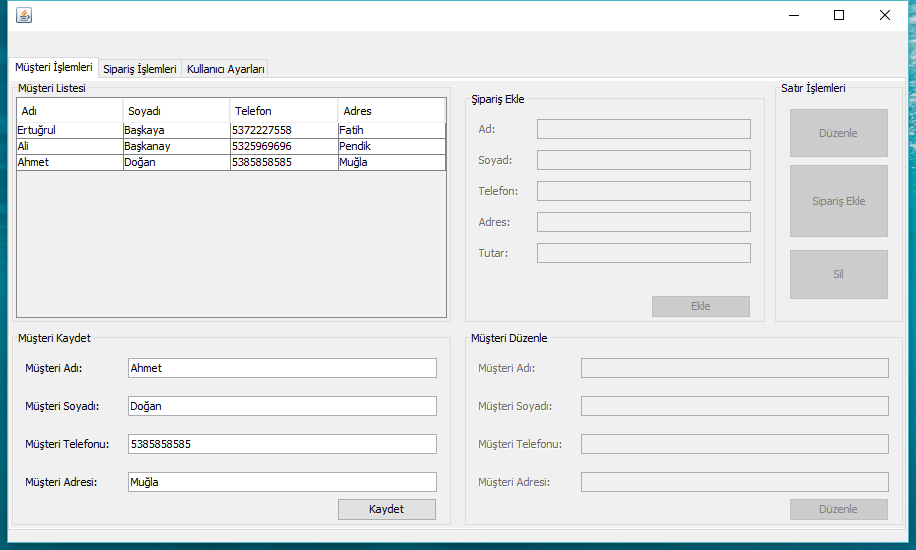 Müşteri İşlemleri Sipariş İşlemleri Kullanıcı Ayarları
Müşteri Listesi
Adı Soyadı Telefon Adres
Ertuğrul Başkaya 5372227558 Fatih
Ali Başkanay 5325969696 Pendik
Ahmet Doğan 5385858585 Muğla
Şipariş Ekle
Ad:
Soyad:
Telefon:
Adres:
Tutar:
Ekle
Satır İşlemleri
Düzenle
Sipariş Ekle
Sil
Müşteri Kaydet
Müşteri Adı: Ahmet
Müşteri Soyadı: Doğan
Müşteri Telefonu: 5385858585
Müşteri Adresi: Muğla
Kaydet
Müşteri Düzenle
Müşteri Adı:
Müşteri Soyadı:
Müşteri Telefonu:
Müşteri Adresi:
Düzenle